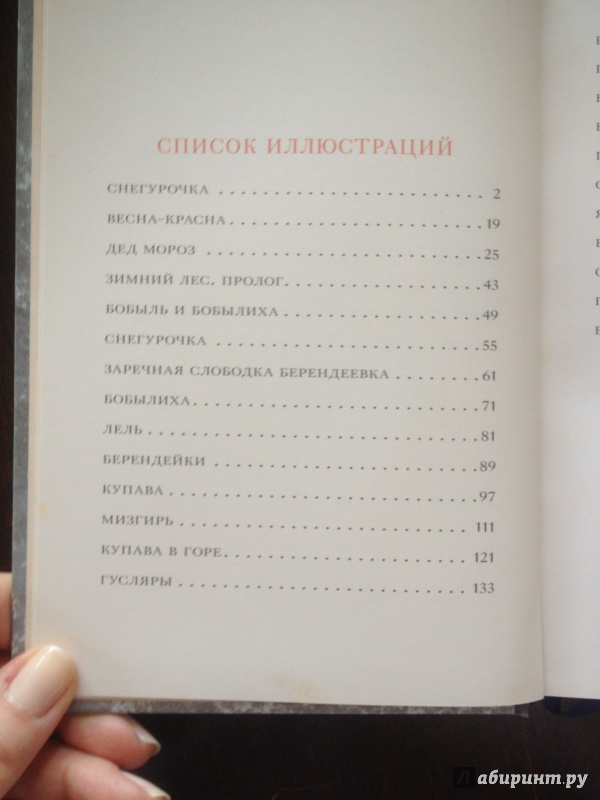 СПИСОК ИЛЛЮСТРАЦИЙ
СНЕГУРОЧКА . . . . . . . . . . . . . . . . . . . . . . 2
ВЕСНА-КРАСНА . . . . . . . . . . . . . . . . . . . . . 19
ДЕД МОРОЗ . . . . . . . . . . . . . . . . . . . . . . 25
ЗИМНИЙ ЛЕС. ПРОЛОГ. . . . . . . . . . . . . . . . . 43
БОБЫЛЬ И БОБЫЛИХА . . . . . . . . . . . . . . . . . 49
СНЕГУРОЧКА . . . . . . . . . . . . . . . . . . . . . . 55
ЗАРЕЧНАЯ СЛОБОДКА БЕРЕНДЕЕВКА . . . . . . . . 61
БОБЫЛИХА . . . . . . . . . . . . . . . . . . . . . . . 71
ЛЕЛЬ . . . . . . . . . . . . . . . . . . . . . . . . . . 81
БЕРЕНДЕЙКИ . . . . . . . . . . . . . . . . . . . . . . 89
КУПАВА . . . . . . . . . . . . . . . . . . . . . . . . . 97
МИЗГИРЬ . . . . . . . . . . . . . . . . . . . . . . . . 111
КУПАВА В ГОРЕ . . . . . . . . . . . . . . . . . . . . 121
ГУСЛЯРЫ . . . . . . . . . . . . . . . . . . . . . . . . 133
лабиринт.ру